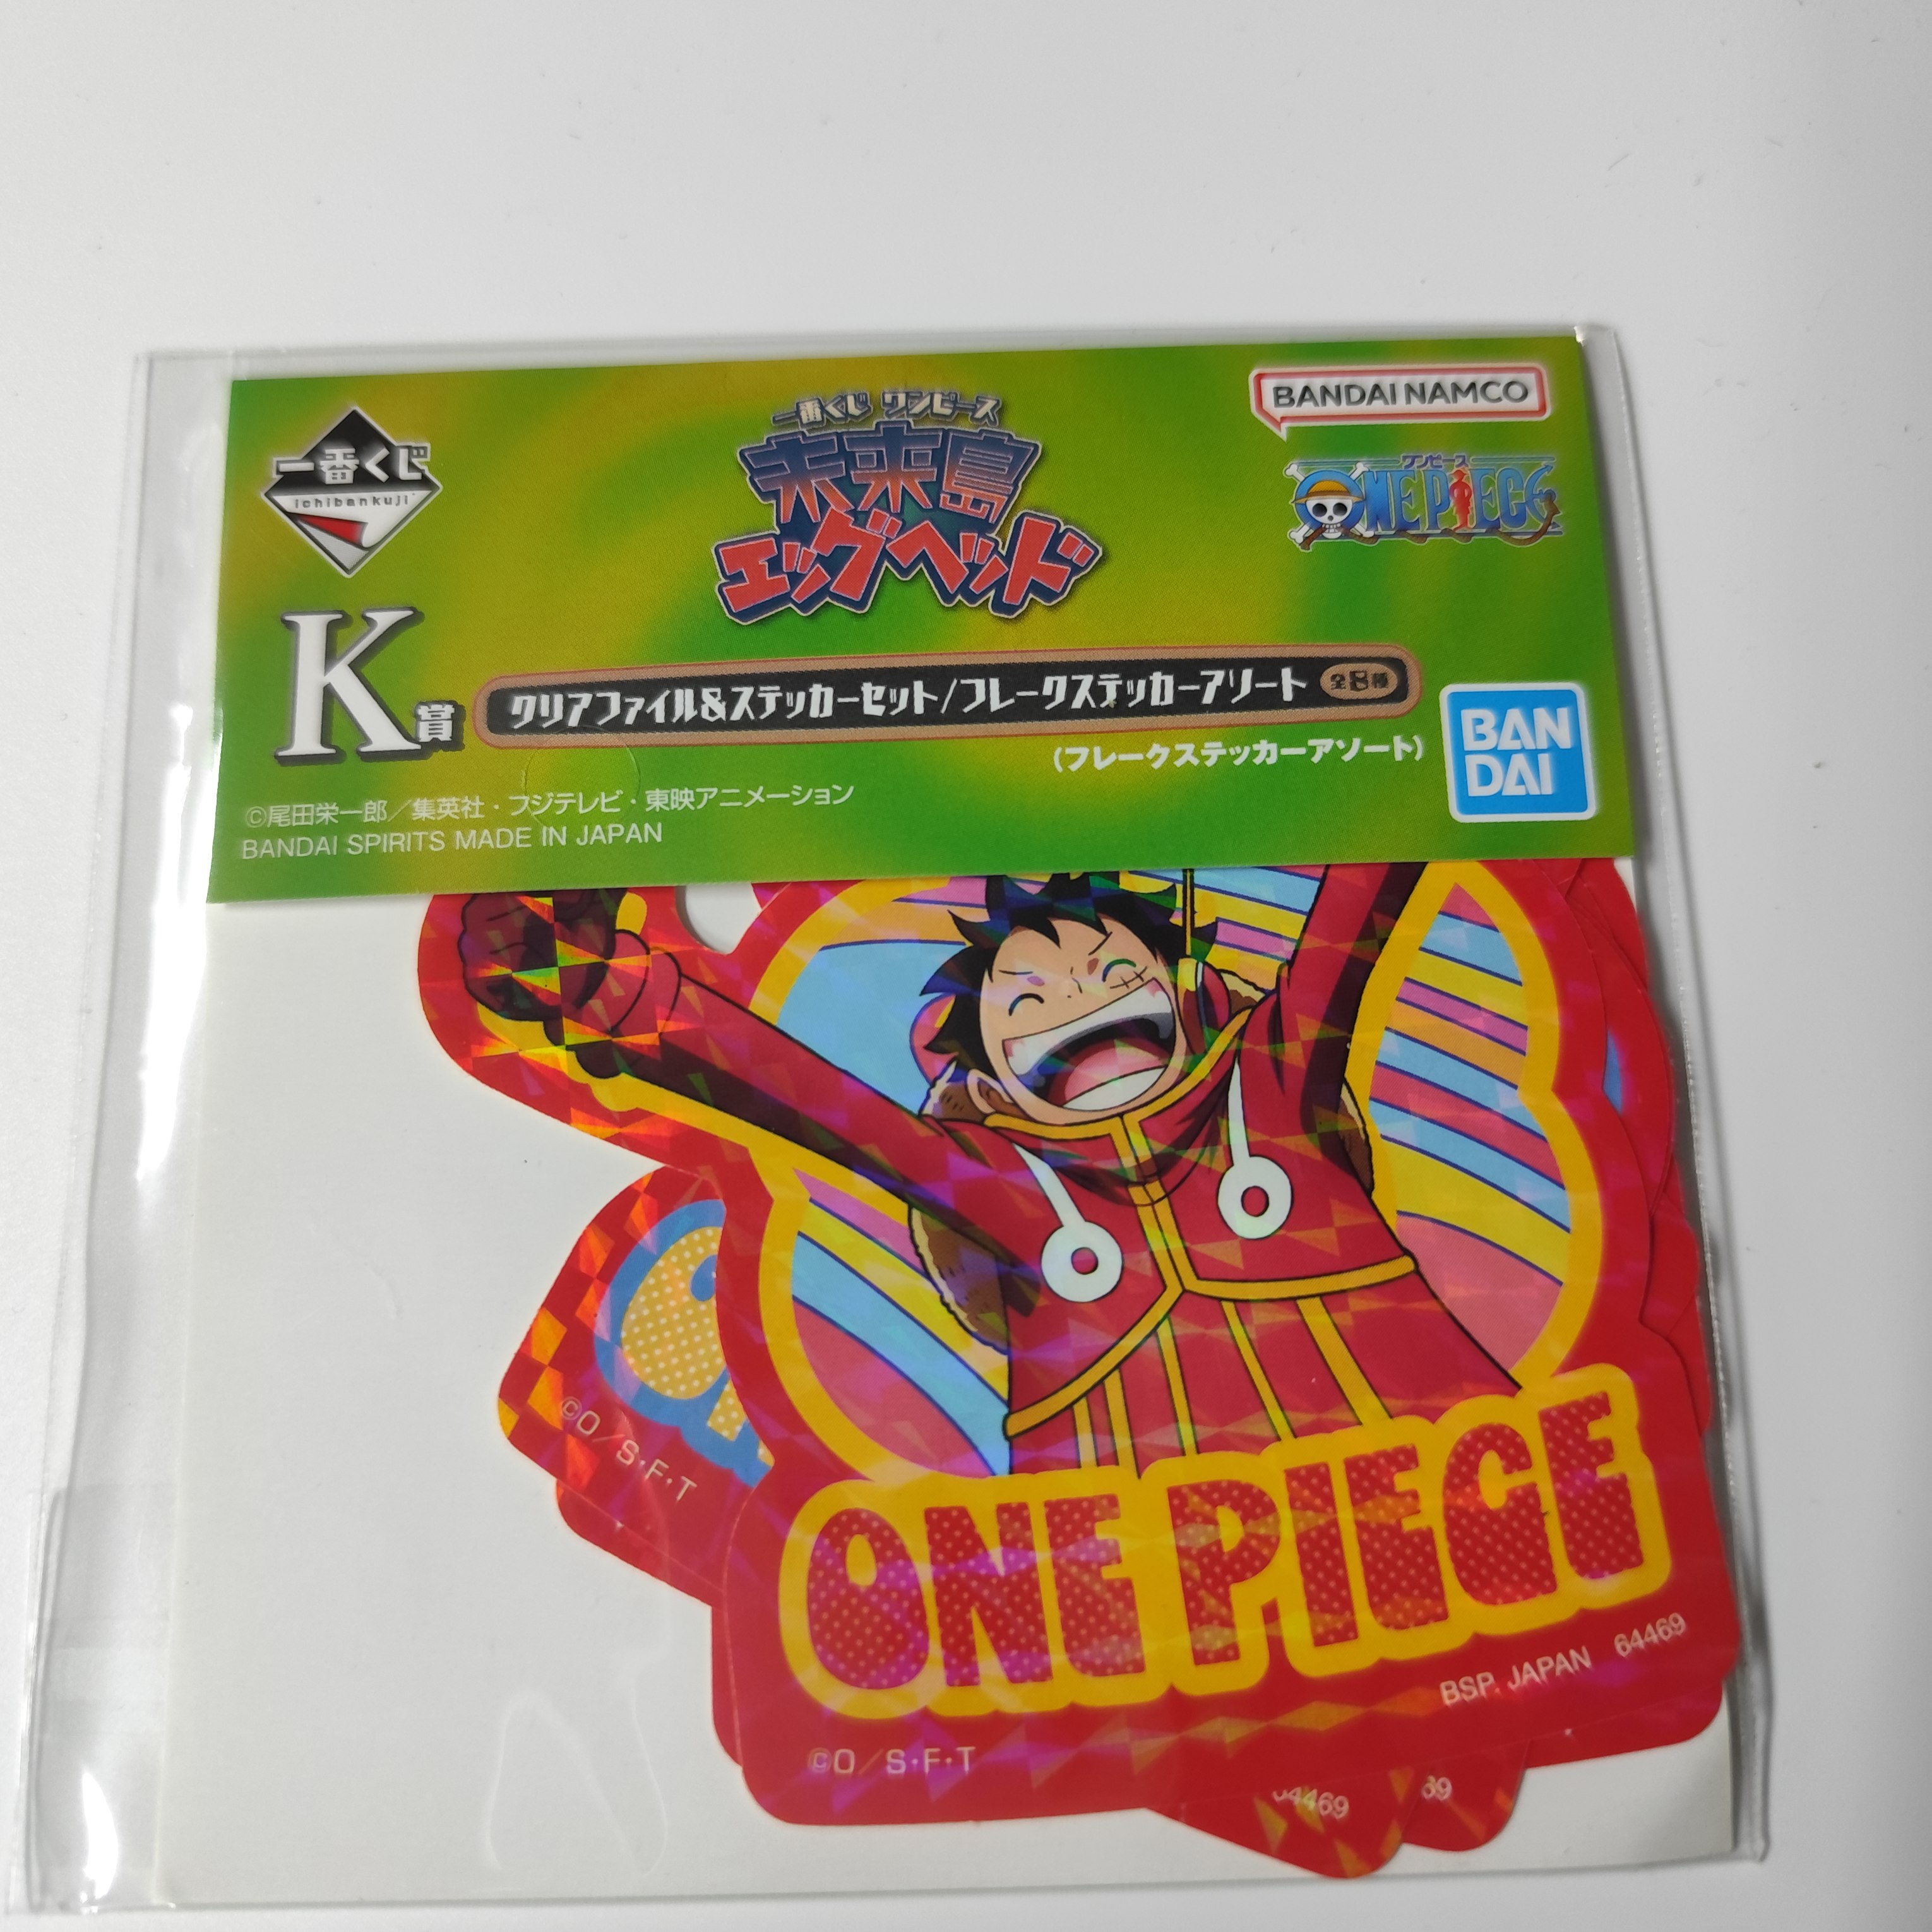 一番くじ
ichibankuji
一番くじ ワンピース
未来島
エッグヘッド
BANDAI NAMCO
ワンピース
ONE PIECE
K賞
クリアファイル&ステッカーセット/フレークステッカーアソート 全8種
(フレークステッカーアソート)
BAN
DAI
©尾田栄一郎/集英社・フジテレビ・東映アニメーション
BANDAI SPIRITS MADE IN JAPAN
©O/S・F・T
ONE PIECE
BSP. JAPAN 64469
©O/S・F・T